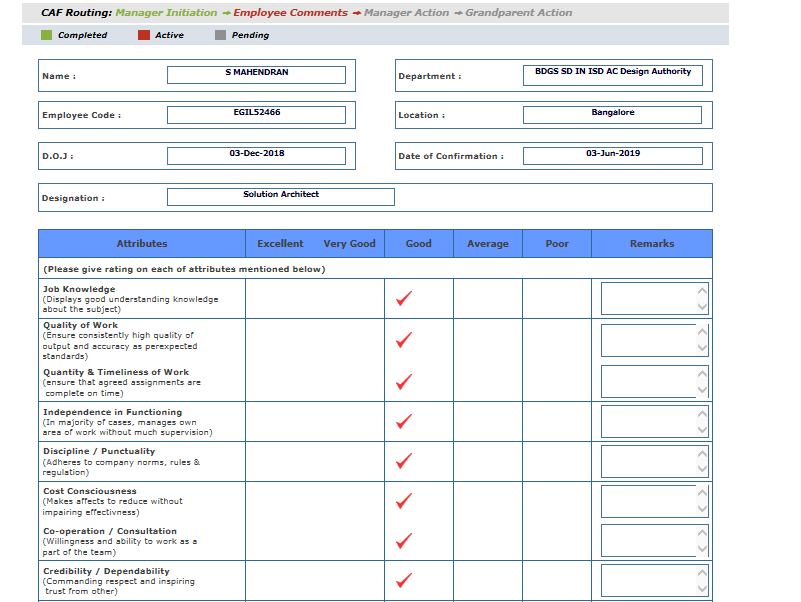 CAF Routing: Manager Initiation → Employee Comments → Manager Action → Grandparent Action
Completed Active Pending
Name : S MAHENDRAN Department : BDGS SD IN ISD AC Design Authority
Employee Code : EGIL52466 Location : Bangalore
D.O.J : 03-Dec-2018 Date of Confirmation : 03-Jun-2019
Designation : Solution Architect
Attributes Excellent Very Good Good Average Poor Remarks
(Please give rating on each of attributes mentioned below)
Job Knowledge
(Displays good understanding knowledge
about the subject)
Quality of Work
(Ensure consistently high quality of
output and accuracy as perexpected
standards)
Quantity & Timeliness of Work
(ensure that agreed assignments are
complete on time)
Independence in Functioning
(In majority of cases, manages own
area of work without much supervision)
Discipline / Punctuality
(Adheres to company norms, rules &
regulation)
Cost Consciousness
(Makes affects to reduce without
impairing effectivness)
Co-operation / Consultation
(Willingness and ability to work as a
part of the team)
Credibility / Dependability
(Commanding respect and inspiring
trust from other)